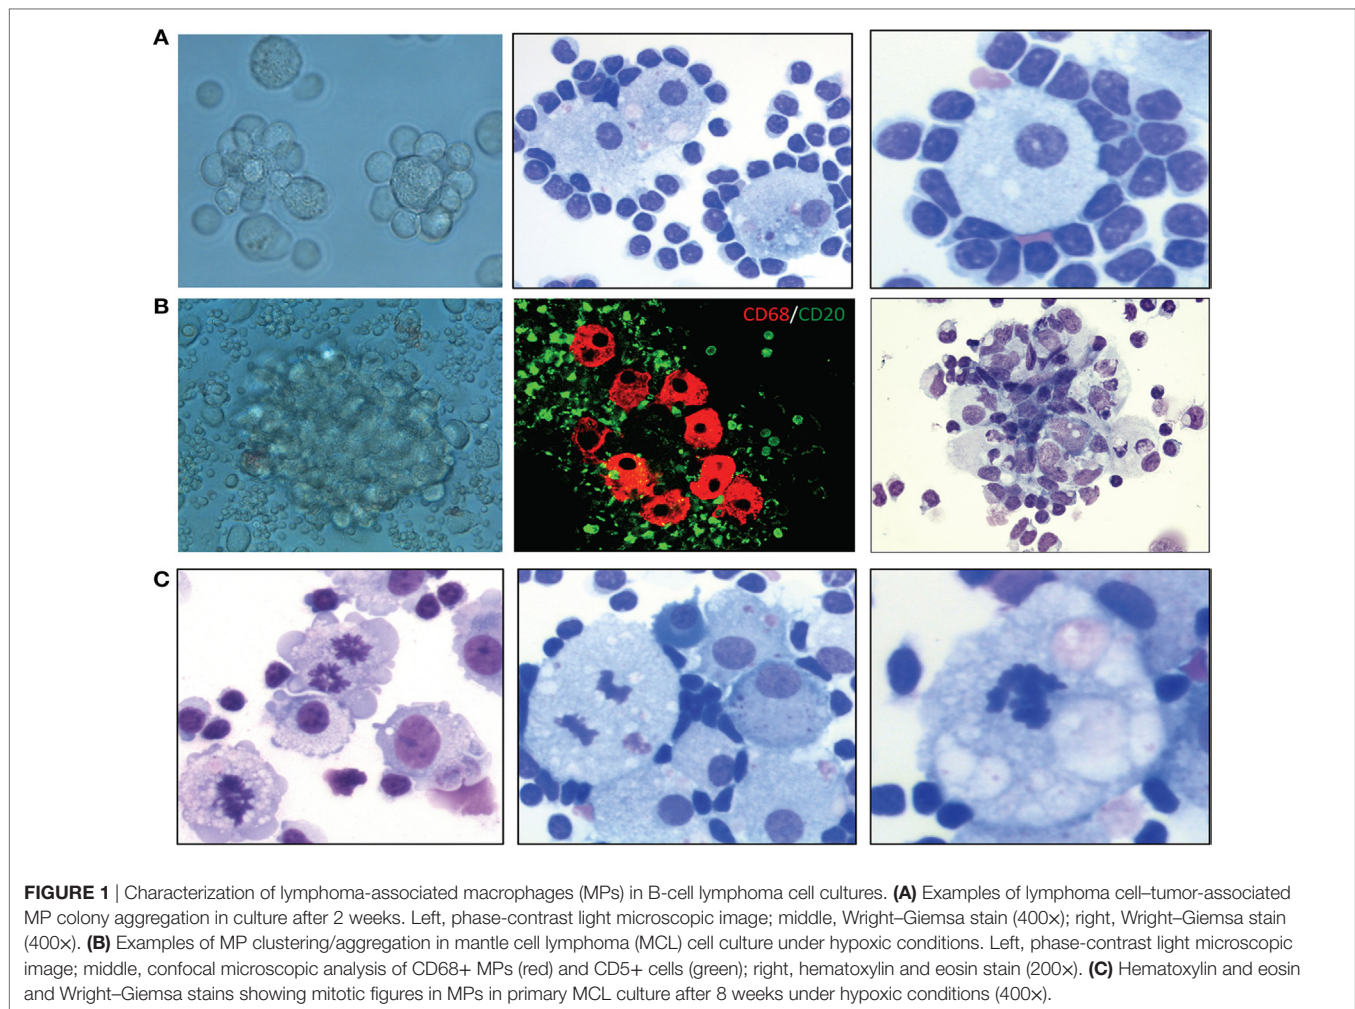 A
B
CD68/CD20
C
FIGURE 1 | Characterization of lymphoma-associated macrophages (MPs) in B-cell lymphoma cell cultures. (A) Examples of lymphoma cell–tumor-associated
MP colony aggregation in culture after 2 weeks. Left, phase-contrast light microscopic image; middle, Wright–Giemsa stain (400×); right, Wright–Giemsa stain
(400×). (B) Examples of MP clustering/aggregation in mantle cell lymphoma (MCL) cell culture under hypoxic conditions. Left, phase-contrast light microscopic
image; middle, confocal microscopic analysis of CD68+ MPs (red) and CD5+ cells (green); right, hematoxylin and eosin stain (200×). (C) Hematoxylin and eosin
and Wright–Giemsa stains showing mitotic figures in MPs in primary MCL culture after 8 weeks under hypoxic conditions (400×).